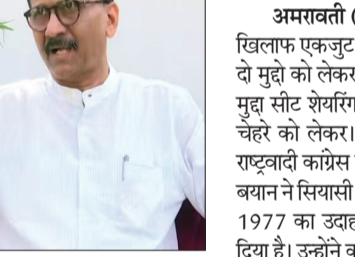 अमरावती (
खिलाफ एकजुट
दो मुद्दो को लेकर
मुद्दा सीट शेयरिंग
चेहरे को लेकर।
राष्ट्रवादी कांग्रेस
बयान ने सियासी
1977 का उदाह
दिया है। उन्होंने